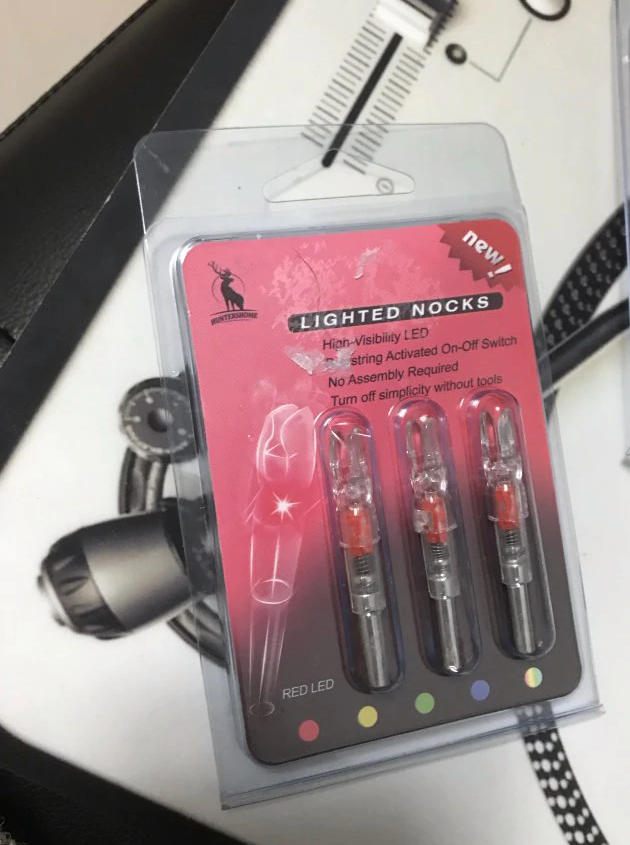 new!
HUNTERSHOME
LIGHTED NOCKS
High-Visibility LED
string Activated On-Off Switch
No Assembly Required
Turn off simplicity without tools
RED LED